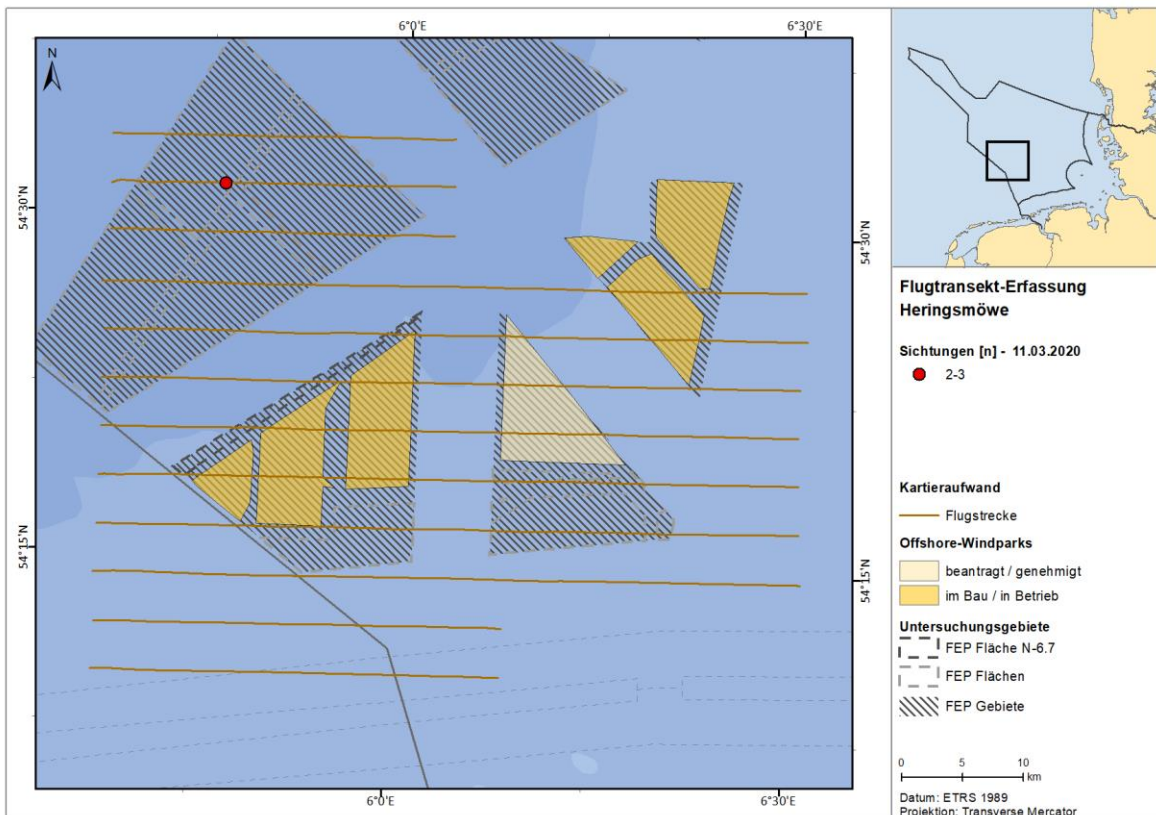 6°0'E
6°30'E
N
54°30'N
54°30'N
54°15'N
54°15'N
6°0'E
6°30'E
Flugtransekt-Erfassung
Heringsmöwe
Sichtungen [n] - 11.03.2020
2-3
Kartieraufwand
Flugstrecke
Offshore-Windparks
beantragt / genehmigt
im Bau / in Betrieb
Untersuchungsgebiete
FEP Fläche N-6.7
FEP Flächen
FEP Gebiete
0 5 10
km
Datum: ETRS 1989
Projektion: Transverse Mercator